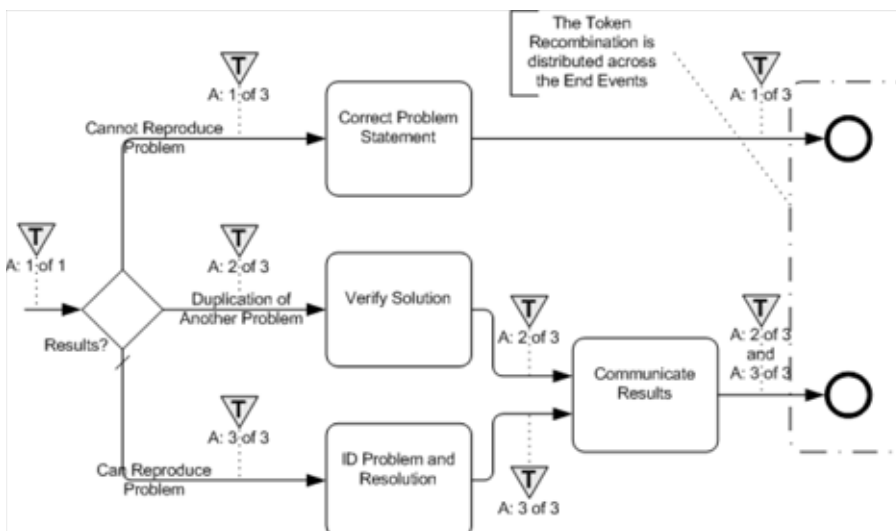 The Token
Recombination is
distributed across
the End Events
T
A: 1 of 3
T
A: 1 of 3
Correct Problem
Statement
Cannot Reproduce
Problem
T
A: 1 of 1
T
A: 2 of 3
Duplication of
Another Problem
Verify Solution
T
A: 2 of 3
T
A: 2 of 3
and
A: 3 of 3
Results?
Communicate
Results
T
A: 3 of 3
Can Reproduce
Problem
ID Problem and
Resolution
T
A: 3 of 3